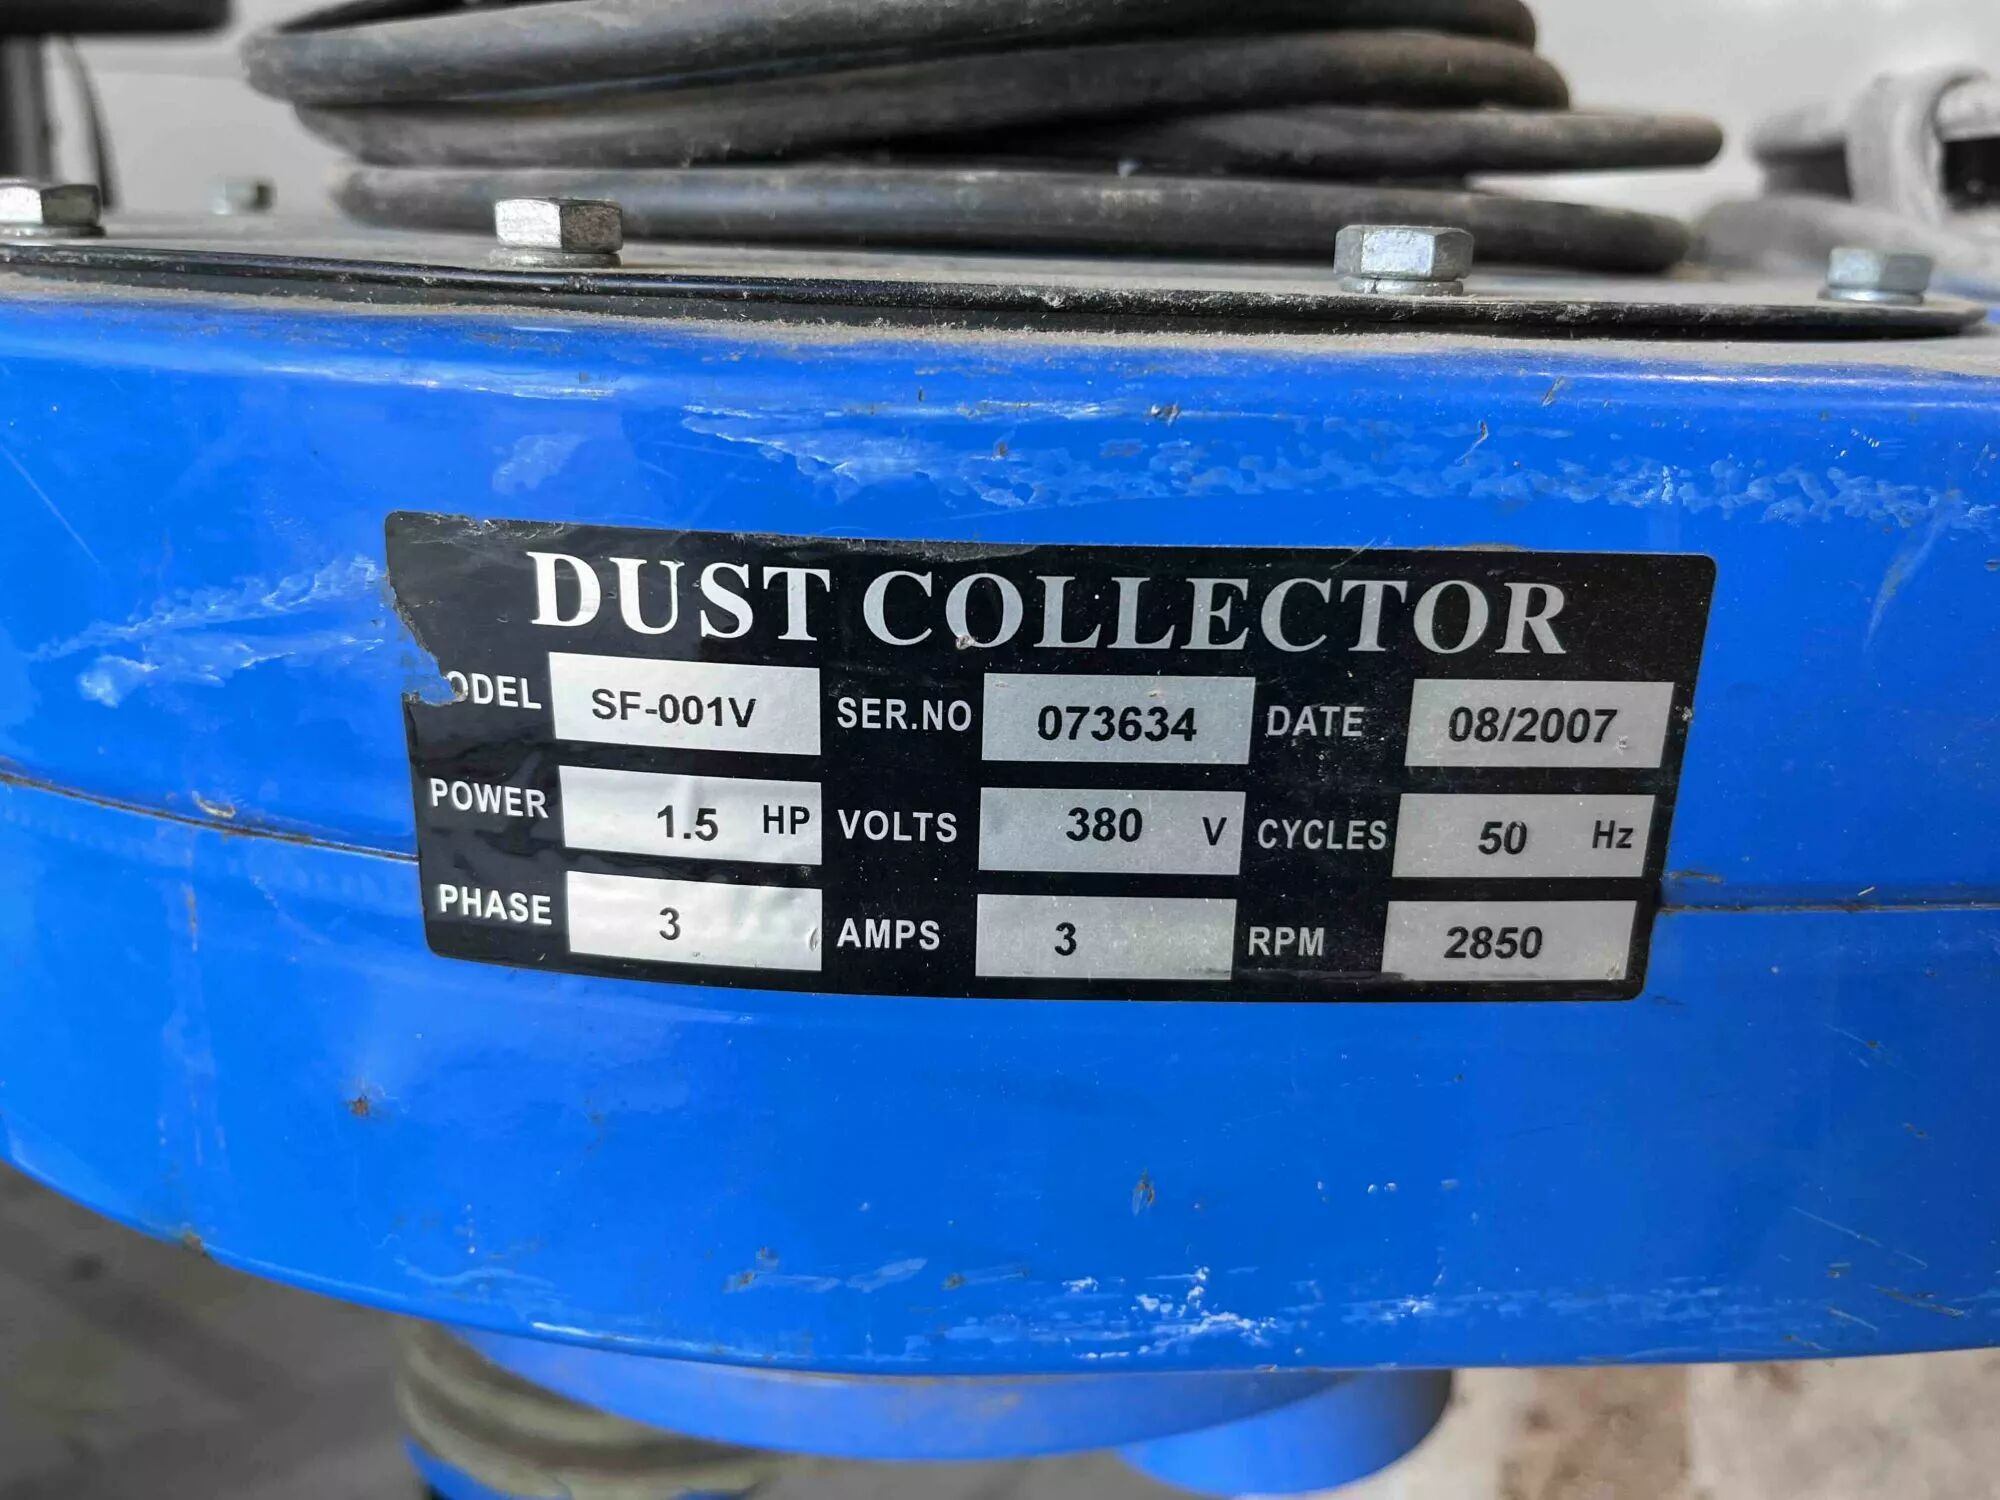 DUST COLLECTOR
ODEL SF-001V SER.NO 073634 DATE 08/2007
POWER 1.5 HP VOLTS 380 V CYCLES 50 Hz
PHASE 3 AMPS 3 RPM 2850